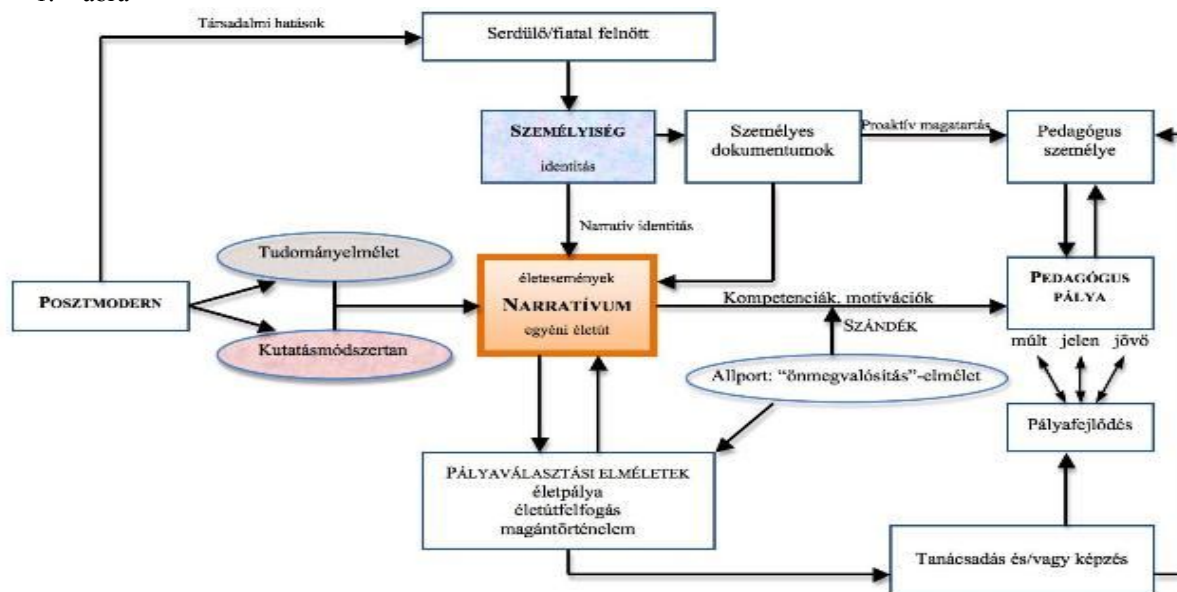 Társadalmi hatások
Serdülő/fiatal felnőtt
SZEMÉLYISÉG
identitás
Személyes
dokumentumok
Proaktív magatartás
Pedagógus
személye
Narratív identitás
Tudományelmélet
POSZTMODERN
Kutatásmódszertan
életesemények
NARRATÍVUM
egyéni életút
Kompetenciák, motivációk
SZÁNDÉK
PEDAGÓGUS
PÁLYA
múlt jelen jövő
Allport: "önmegvalósítás"-elmélet
Pályafejlődés
PÁLYAVÁLASZTÁSI ELMÉLETEK
életpálya
életútfelfogás
magántörténelem
Tanácsadás és/vagy képzés